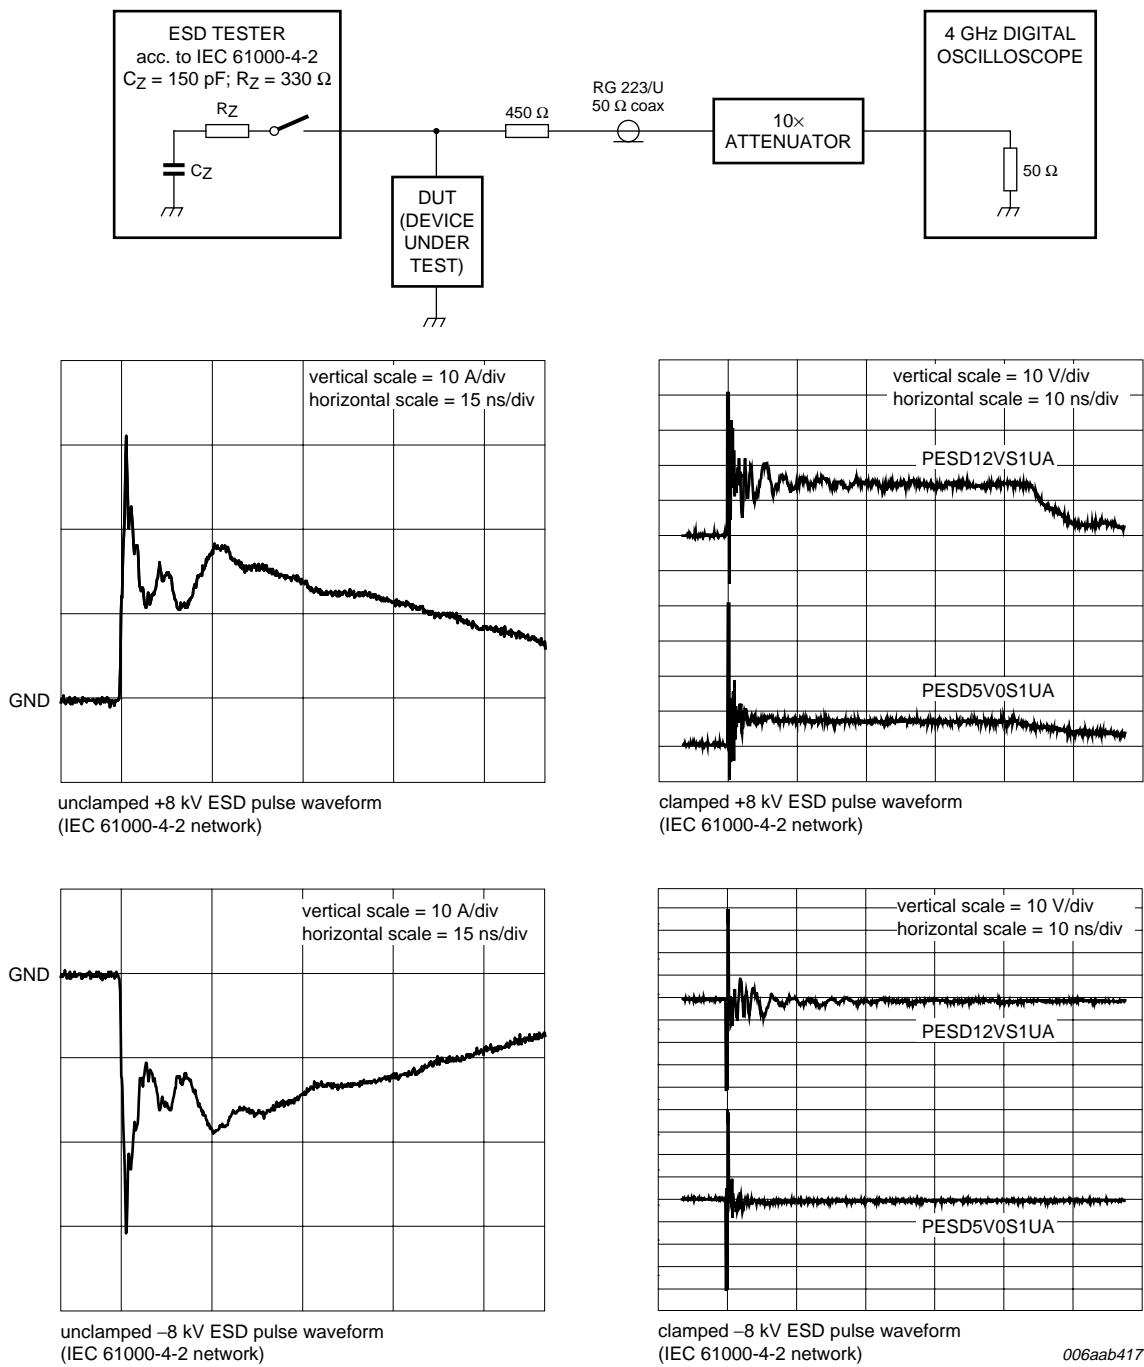 ESD TESTER
acc. to IEC 61000-4-2
CZ = 150 pF; RZ = 330 Ω
RZ
CZ
DUT
(DEVICE
UNDER
TEST)
450 Ω
RG 223/U
50 Ω coax
10×
ATTENUATOR
4 GHz DIGITAL
OSCILLOSCOPE
50 Ω
vertical scale = 10 A/div
horizontal scale = 15 ns/div
GND
unclamped +8 kV ESD pulse waveform
(IEC 61000-4-2 network)
vertical scale = 10 V/div
horizontal scale = 10 ns/div
PESD12VS1UA
PESD5V0S1UA
clamped +8 kV ESD pulse waveform
(IEC 61000-4-2 network)
vertical scale = 10 A/div
horizontal scale = 15 ns/div
GND
unclamped −8 kV ESD pulse waveform
(IEC 61000-4-2 network)
vertical scale = 10 V/div
horizontal scale = 10 ns/div
PESD12VS1UA
PESD5V0S1UA
clamped −8 kV ESD pulse waveform
(IEC 61000-4-2 network)
006aab417